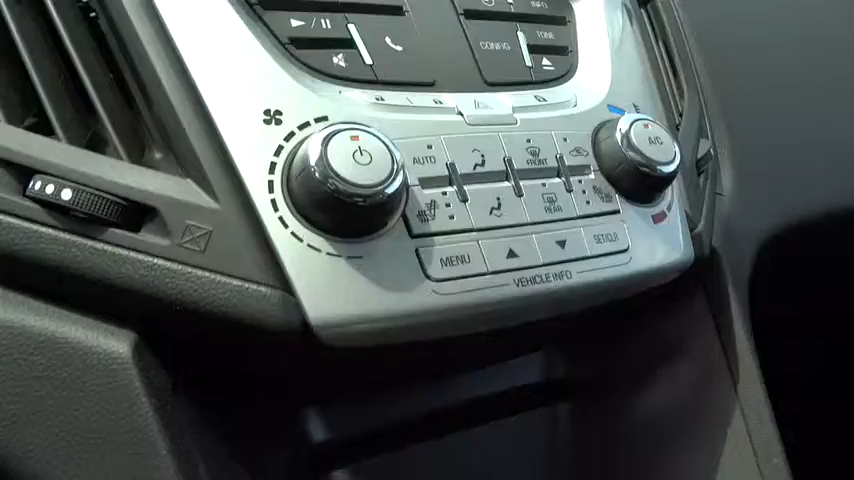 INFO
CONFIG
TONE
AUTO
FRONT
A/C
REAR
MENU
SET/CLR
VEHICLE INFO